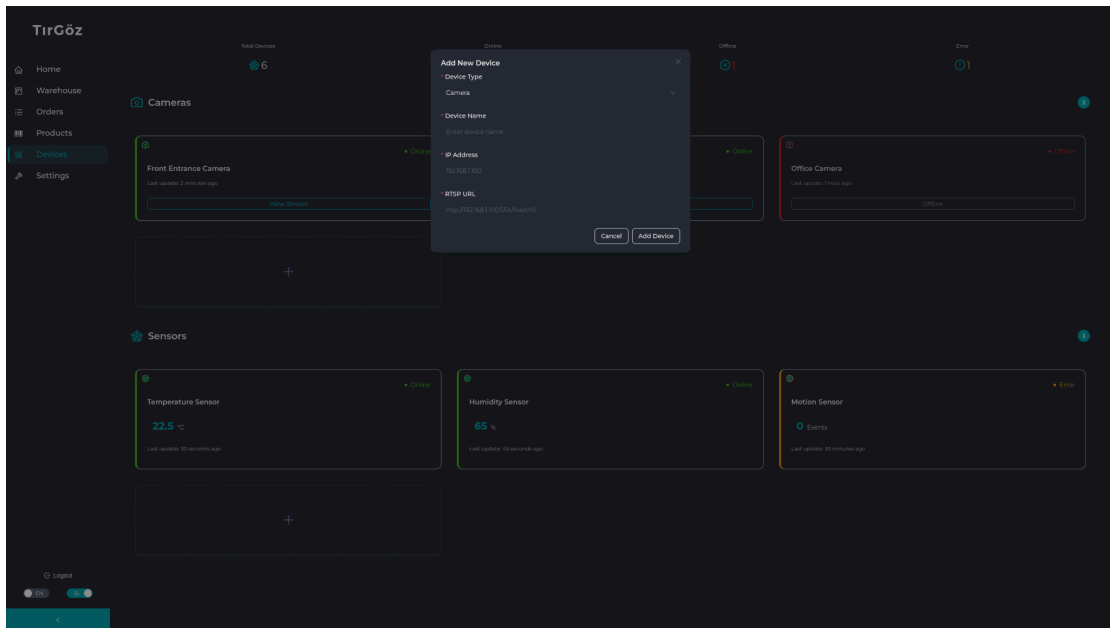 TırGöz
Home
Warehouse
Orders
Products
Devices
Settings
Total Devices
6
Online
Offline
1
Error
1
Cameras
3
Online
Front Entrance Camera
Last update: 2 minutes ago
View Stream
Online
Offline
Office Camera
Last update: 1 hour ago
Offline
+
Add New Device
* Device Type
Camera
* Device Name
Enter device name
* IP Address
192.168.1.100
* RTSP URL
rtsp://192.168.1.100:554/live/ch0
Cancel
Add Device
Sensors
3
Online
Temperature Sensor
22.5 °C
Last update: 30 seconds ago
Online
Humidity Sensor
65 %
Last update: 45 seconds ago
Error
Motion Sensor
0 Events
Last update: 30 minutes ago
+
Logout
EN